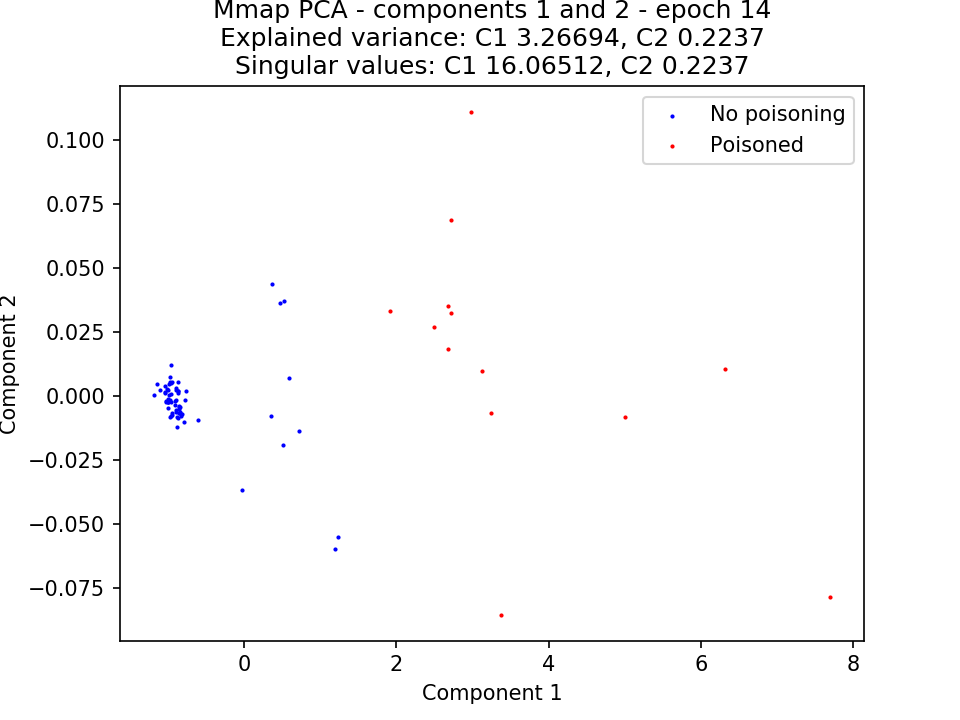 Mmap PCA - components 1 and 2 - epoch 14
Explained variance: C1 3.26694, C2 0.2237
Singular values: C1 16.06512, C2 0.2237
No poisoning
Poisoned
0.100
0.075
0.050
0.025
0.000
−0.025
−0.050
−0.075
Component 2
0 2 4 6 8
Component 1